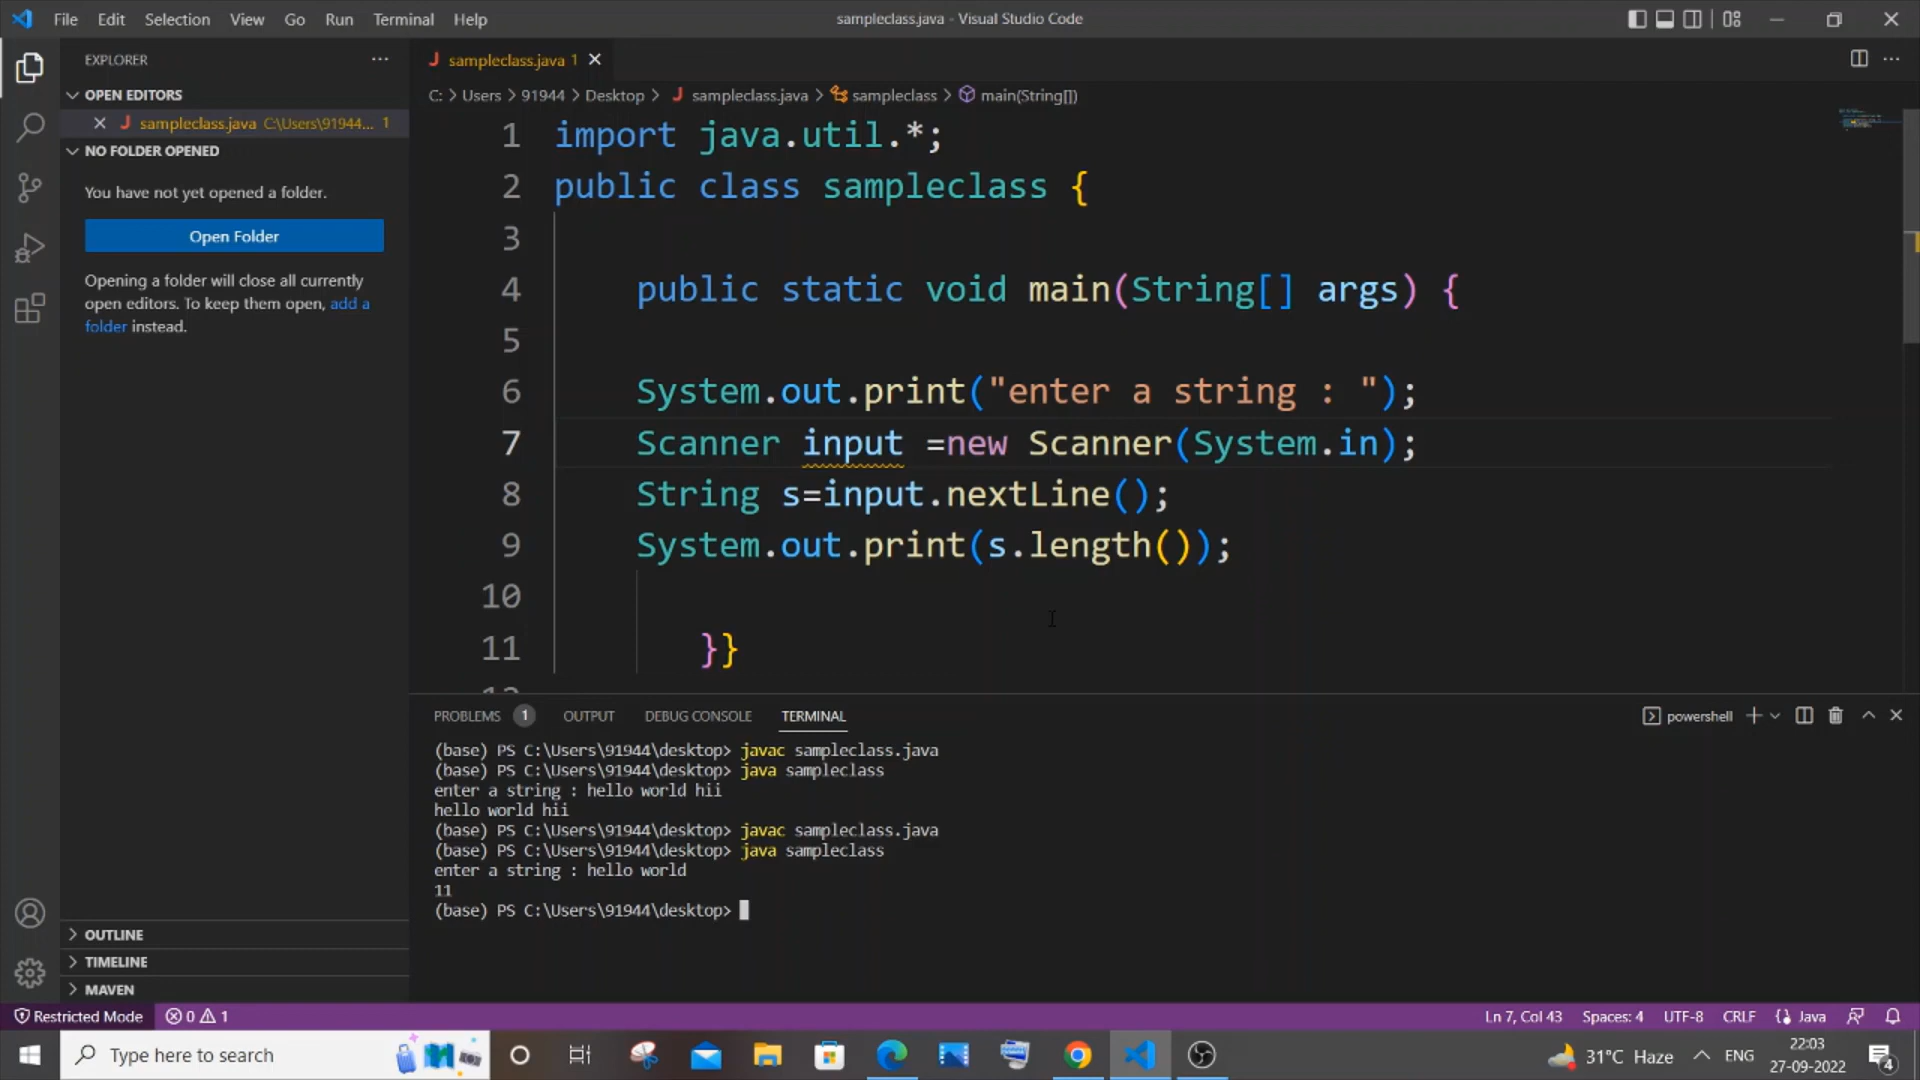 File Edit Selection View Go Run Terminal Help
sampleclass.java - Visual Studio Code
EXPLORER
OPEN EDITORS
sampleclass.java C:\Users\91944... 1
NO FOLDER OPENED
You have not yet opened a folder.
Open Folder
Opening a folder will close all currently
open editors. To keep them open, add a
folder instead.
OUTLINE
TIMELINE
MAVEN
sampleclass.java 1
C: > Users > 91944 > Desktop > sampleclass.java > sampleclass > main(String[])
1 import java.util.*;
2 public class sampleclass {
3
4 public static void main(String[] args) {
5
6 System.out.print("enter a string : ");
7 Scanner input =new Scanner(System.in);
8 String s=input.nextLine();
9 System.out.print(s.length());
10
11 }}
12
PROBLEMS 1 OUTPUT DEBUG CONSOLE TERMINAL
powershell
(base) PS C:\Users\91944\desktop> javac sampleclass.java
(base) PS C:\Users\91944\desktop> java sampleclass
enter a string : hello world hii
hello world hii
(base) PS C:\Users\91944\desktop> javac sampleclass.java
(base) PS C:\Users\91944\desktop> java sampleclass
enter a string : hello world
11
(base) PS C:\Users\91944\desktop>
Restricted Mode 0 1
Ln 7, Col 43 Spaces: 4 UTF-8 CRLF Java
Type here to search
31°C Haze
ENG
22:03
27-09-2022
4